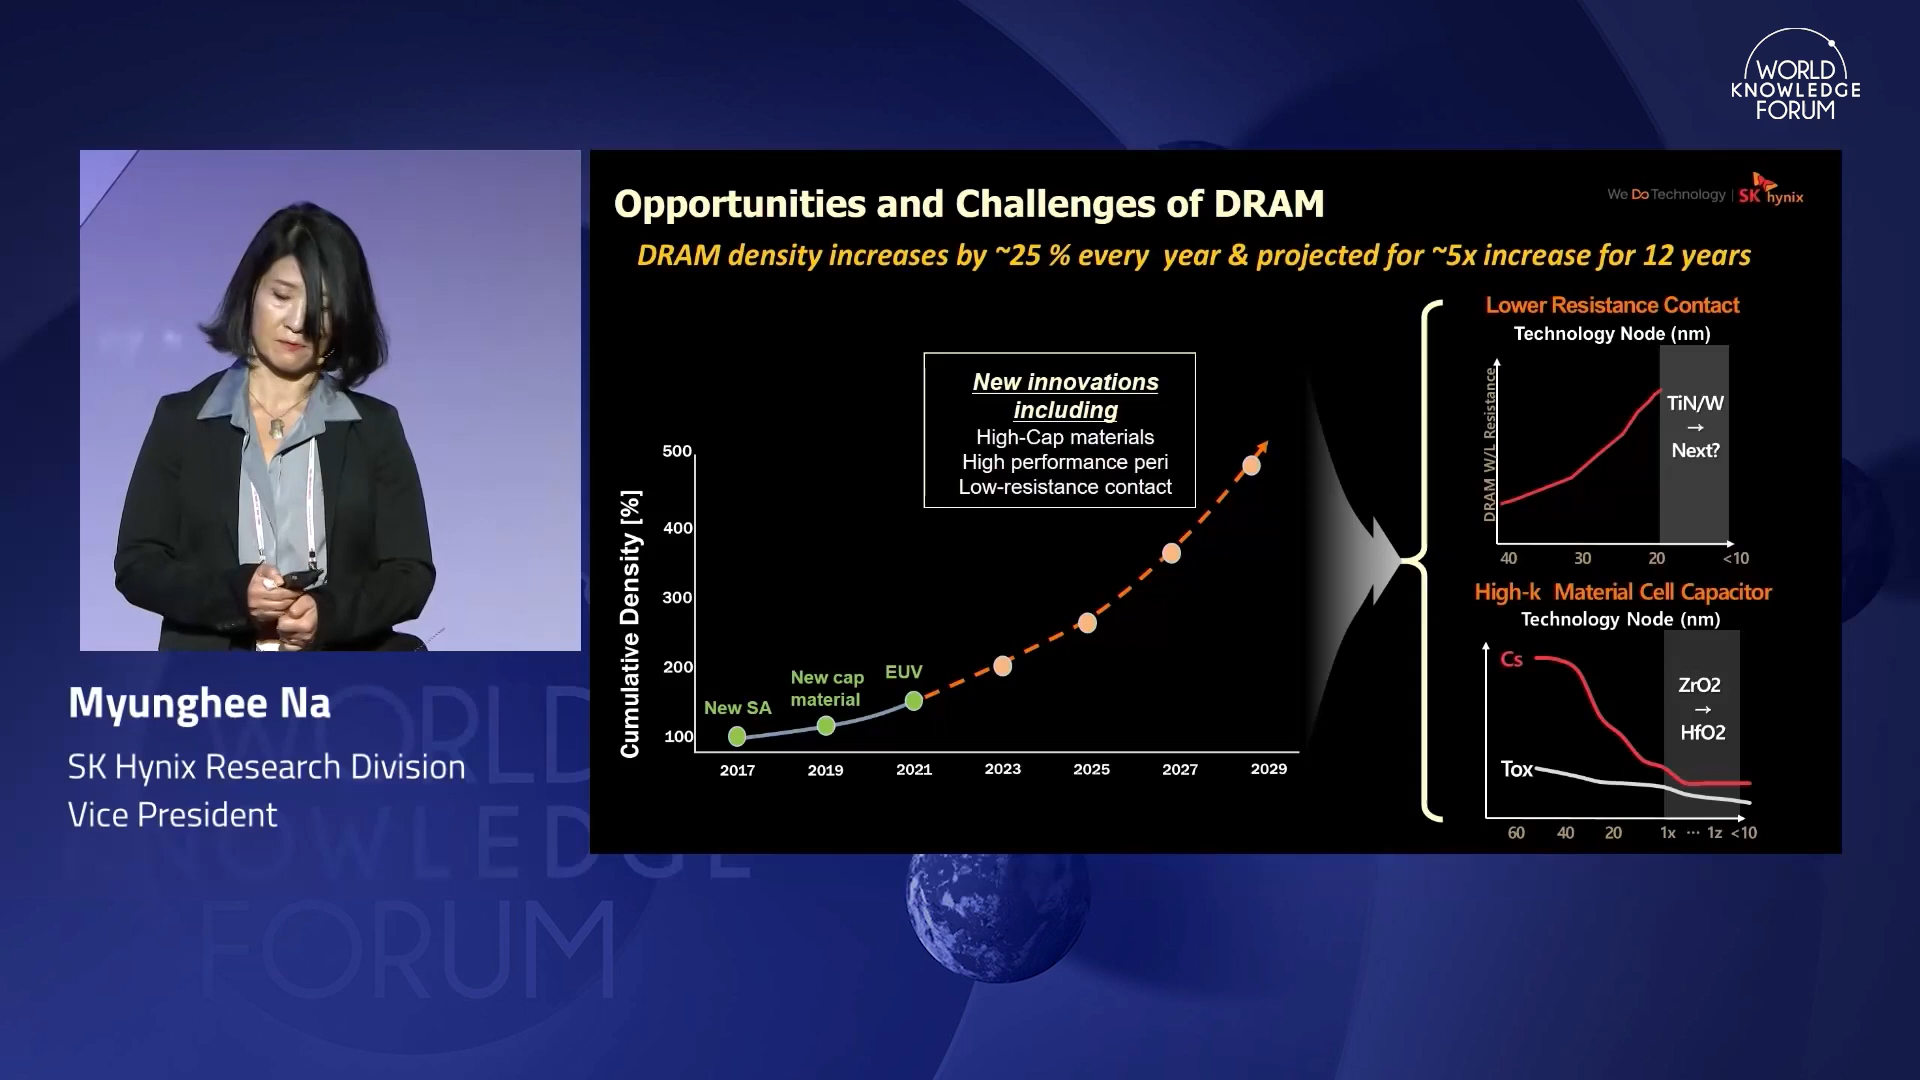 WORLD
KNOWLEDGE
FORUM
Opportunities and Challenges of DRAM
We Do Technology | SK hynix
DRAM density increases by ~25 % every year & projected for ~5x increase for 12 years
New innovations
including
High-Cap materials
High performance peri
Low-resistance contact
Cumulative Density [%]
500
400
300
200
100
New SA
New cap
material
EUV
2017 2019 2021 2023 2025 2027 2029
Lower Resistance Contact
Technology Node (nm)
DRAM W/L Resistance
TiN/W
→
Next?
40 30 20 <10
High-k Material Cell Capacitor
Technology Node (nm)
Cs
Tox
ZrO2
→
HfO2
60 40 20 1x ··· 1z <10
Myunghee Na
SK Hynix Research Division
Vice President
WORLD
KNOWLEDGE
FORUM